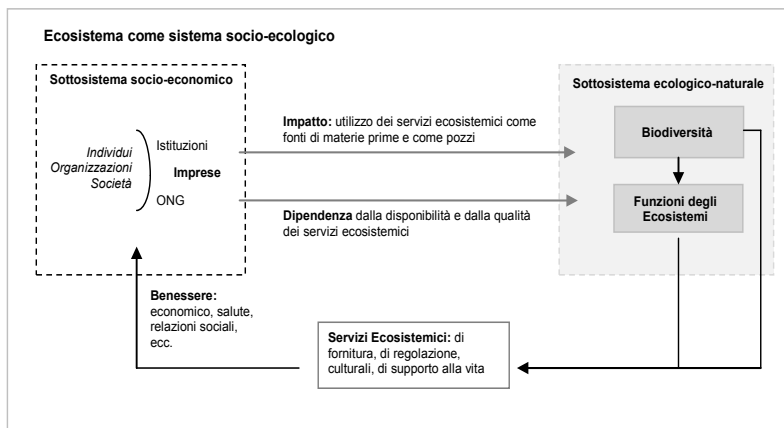 Ecosistema come sistema socio-ecologico
Sottosistema socio-economico
Individui
Organizzazioni
Società
Istituzioni
Imprese
ONG
Impatto: utilizzo dei servizi ecosistemici come
fonti di materie prime e come pozzi
Dipendenza dalla disponibilità e dalla qualità
dei servizi ecosistemici
Sottosistema ecologico-naturale
Biodiversità
Funzioni degli
Ecosistemi
Benessere:
economico, salute,
relazioni sociali,
ecc.
Servizi Ecosistemici: di
fornitura, di regolazione,
culturali, di supporto alla vita